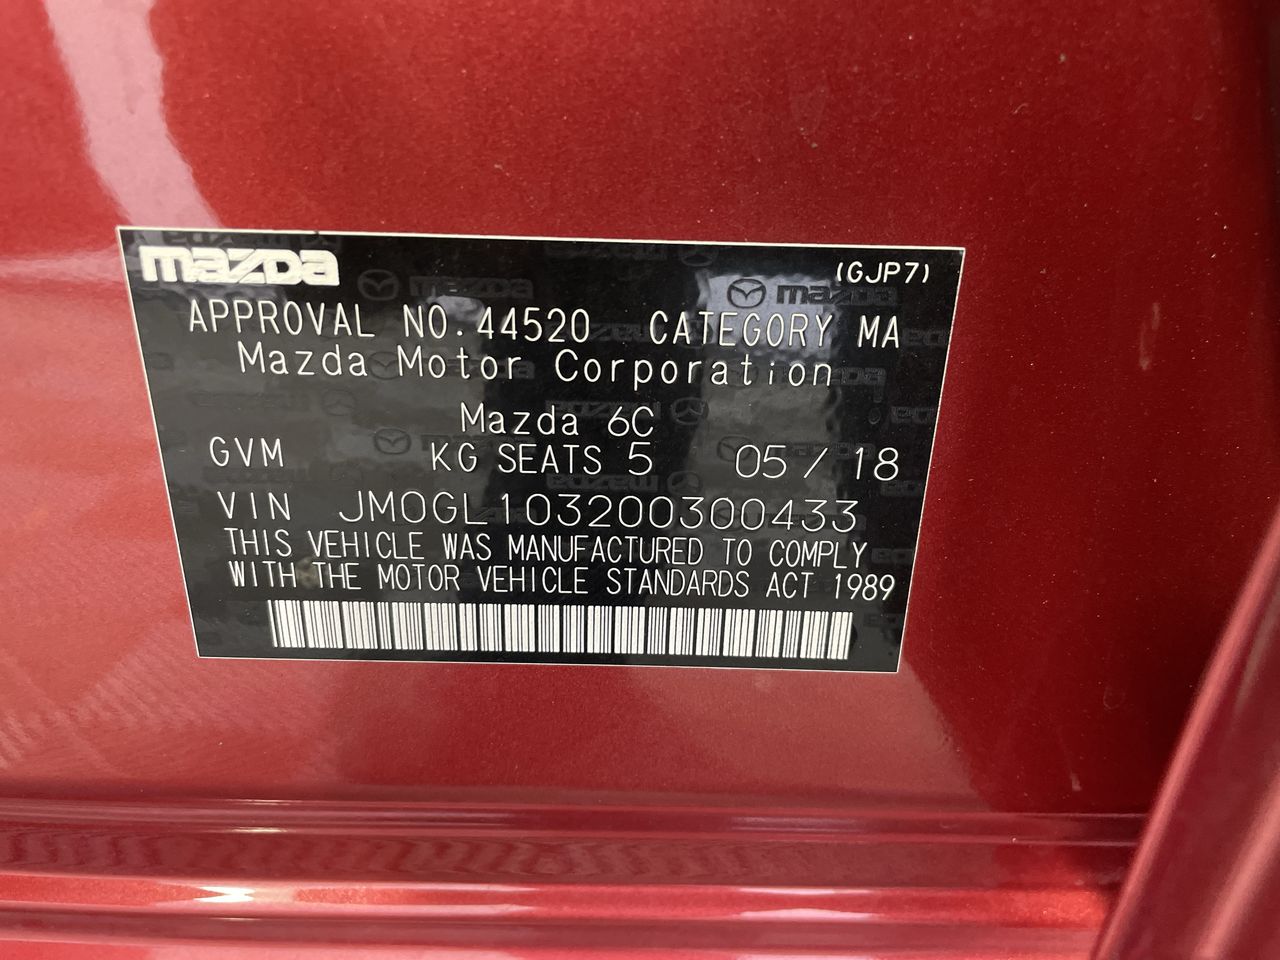 mazda (GJP7)
APPROVAL NO.44520 CATEGORY MA
Mazda Motor Corporation
Mazda 6C
GVM KG SEATS 5 05/18
VIN JM0GL103200300433
THIS VEHICLE WAS MANUFACTURED TO COMPLY
WITH THE MOTOR VEHICLE STANDARDS ACT 1989